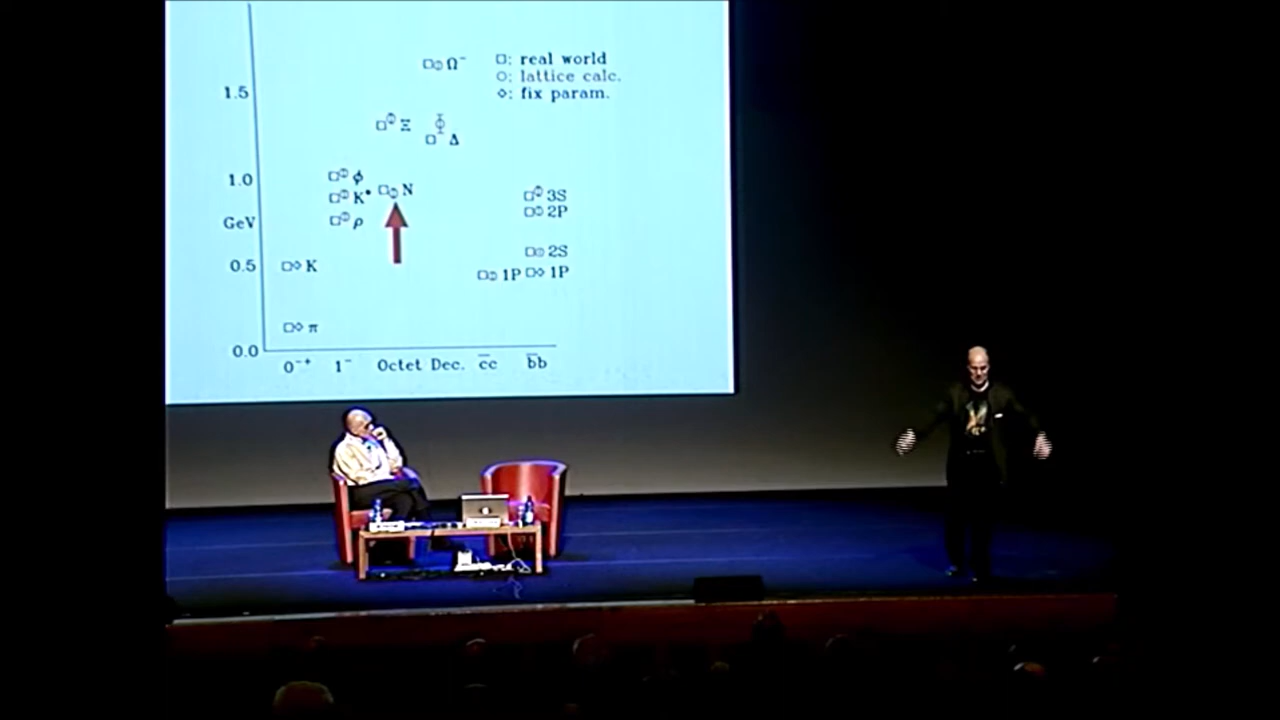 □○ Ω⁻
□: real world
○: lattice calc.
◇: fix param.
1.5
□○ Ξ
□○ Δ
1.0
□○ ϕ
□○ K*
□○ N
□○ 3S
GeV
□○ ρ
□○ 2P
0.5
□◇ K
□○ 2S
□○ 1P
□◇ 1P
□◇ π
0.0
0⁻⁺ 1⁻ Octet Dec. c̄c b̄b